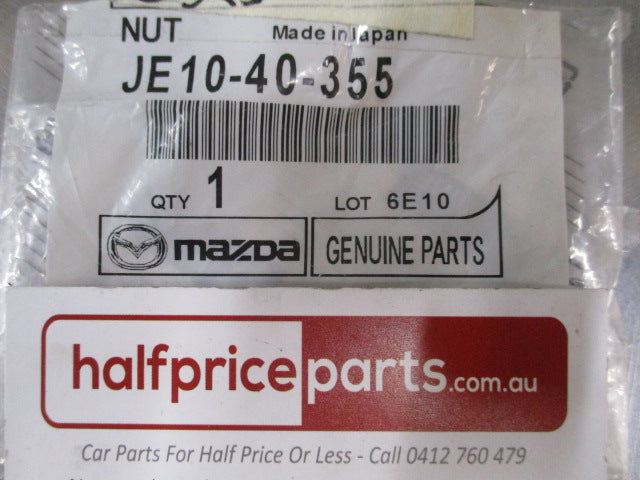 NUT Made in Japan
JE10-40-355
QTY 1 LOT 6E10
mazda GENUINE PARTS
halfpriceparts.com.au
Car Parts For Half Price Or Less - Call 0412 760 479